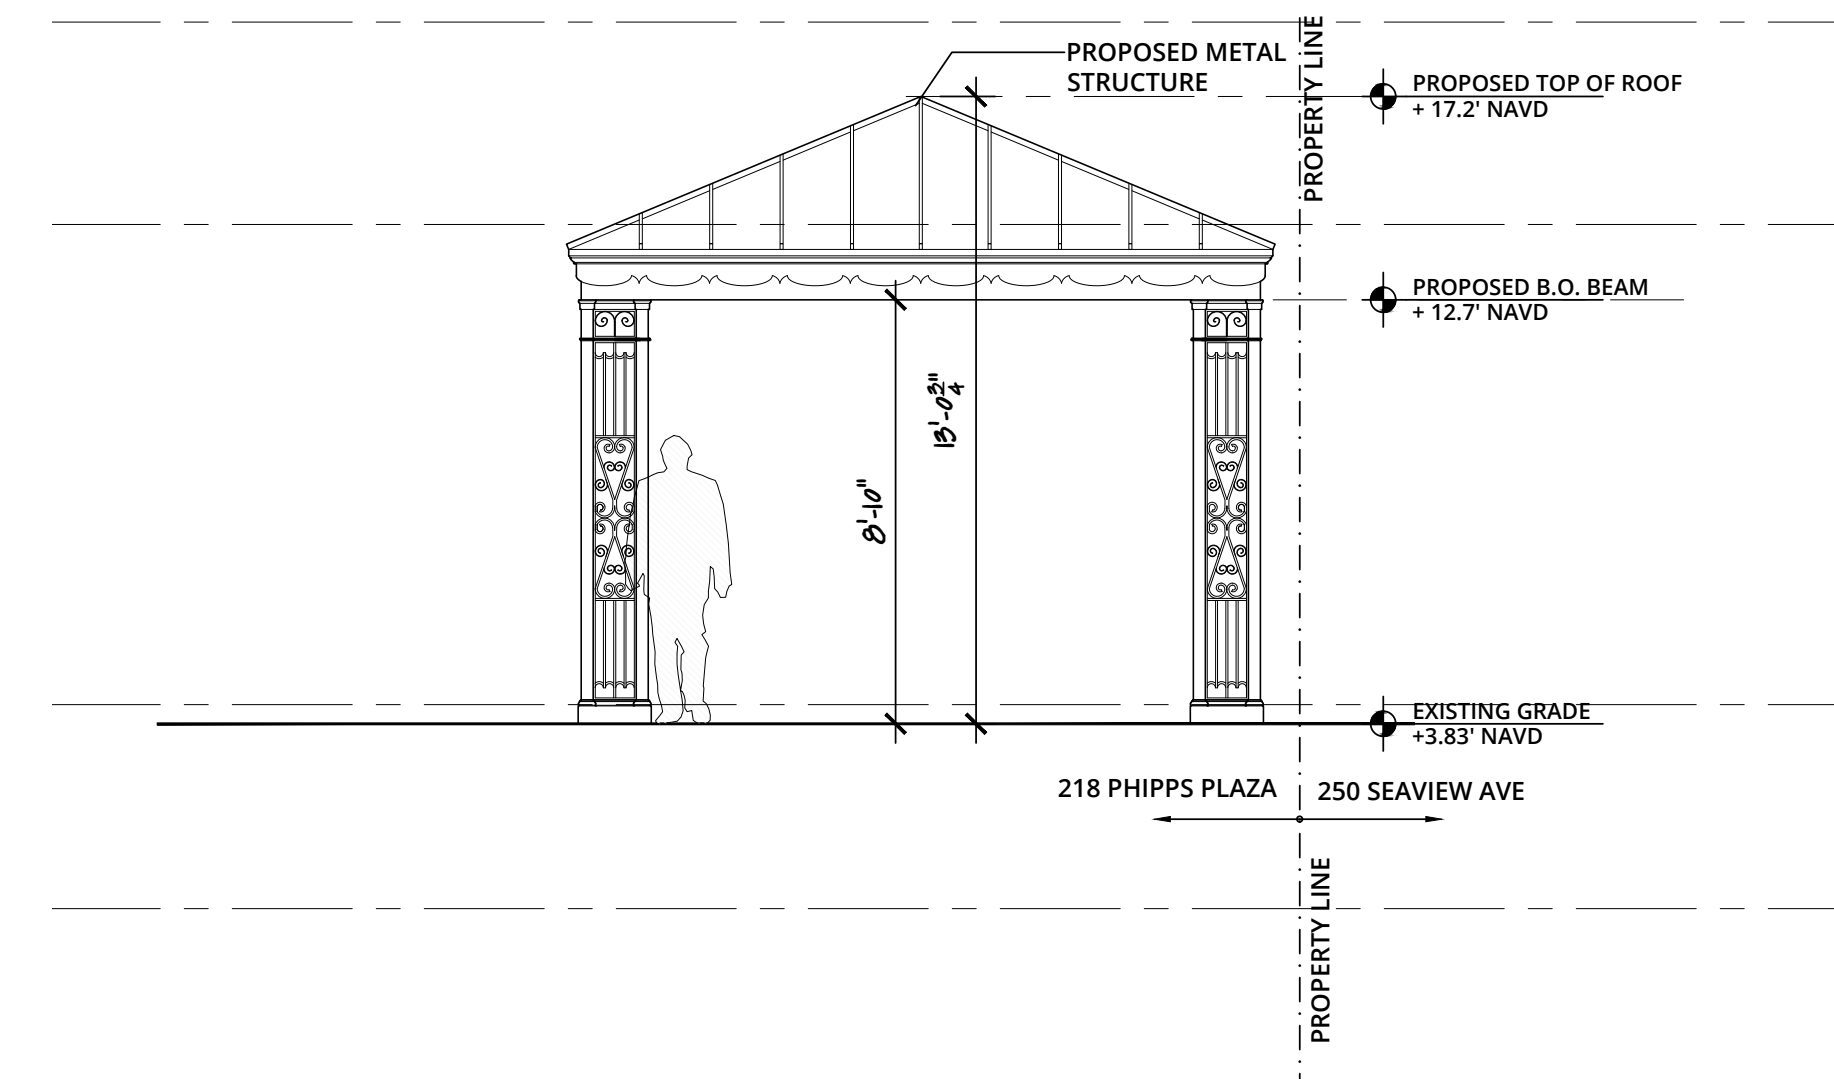 PROPERTY LINE
PROPOSED METAL
STRUCTURE
PROPOSED TOP OF ROOF
+ 17.2' NAVD
PROPOSED B.O. BEAM
+ 12.7' NAVD
13'-0 3/4"
8'-10"
EXISTING GRADE
+3.83' NAVD
218 PHIPPS PLAZA
250 SEAVIEW AVE
PROPERTY LINE